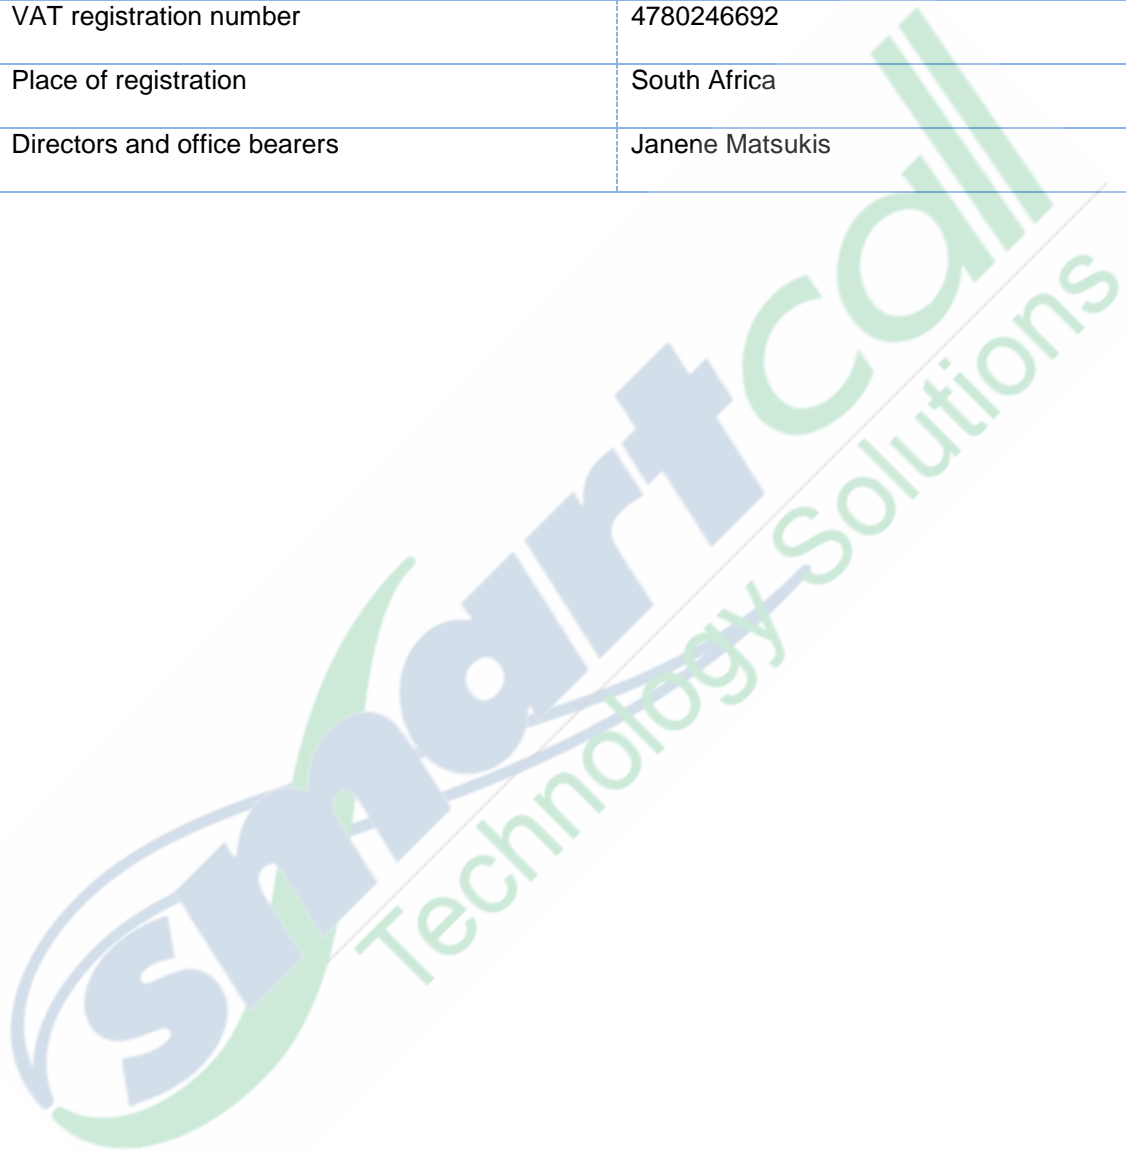 VAT registration number 4780246692
Place of registration South Africa
Directors and office bearers Janene Matsukis
smartcall
Technology Solutions